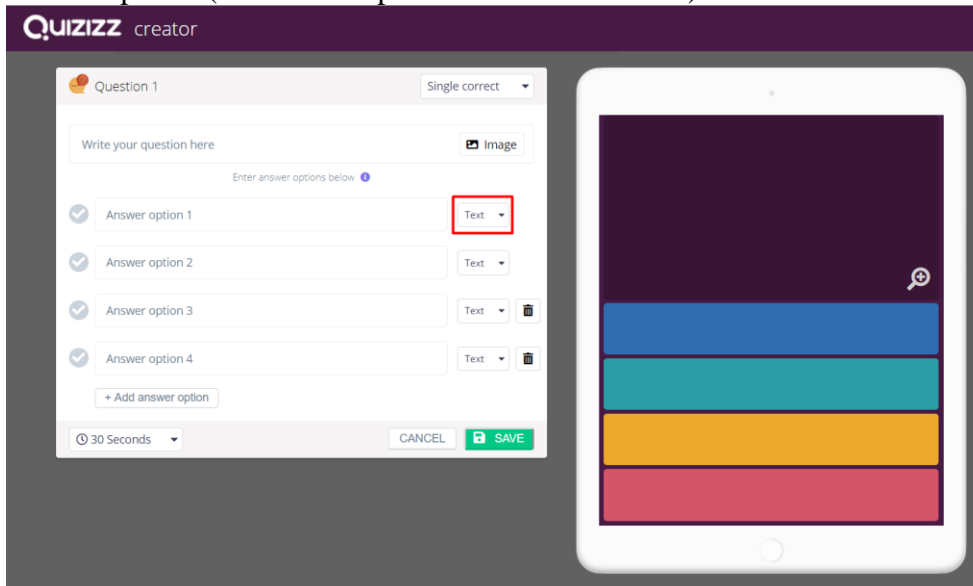 QUIZIZZ creator
Question 1
Single correct
Write your question here
Image
Enter answer options below
Answer option 1
Text
Answer option 2
Text
Answer option 3
Text
Answer option 4
Text
+ Add answer option
30 Seconds
CANCEL
SAVE